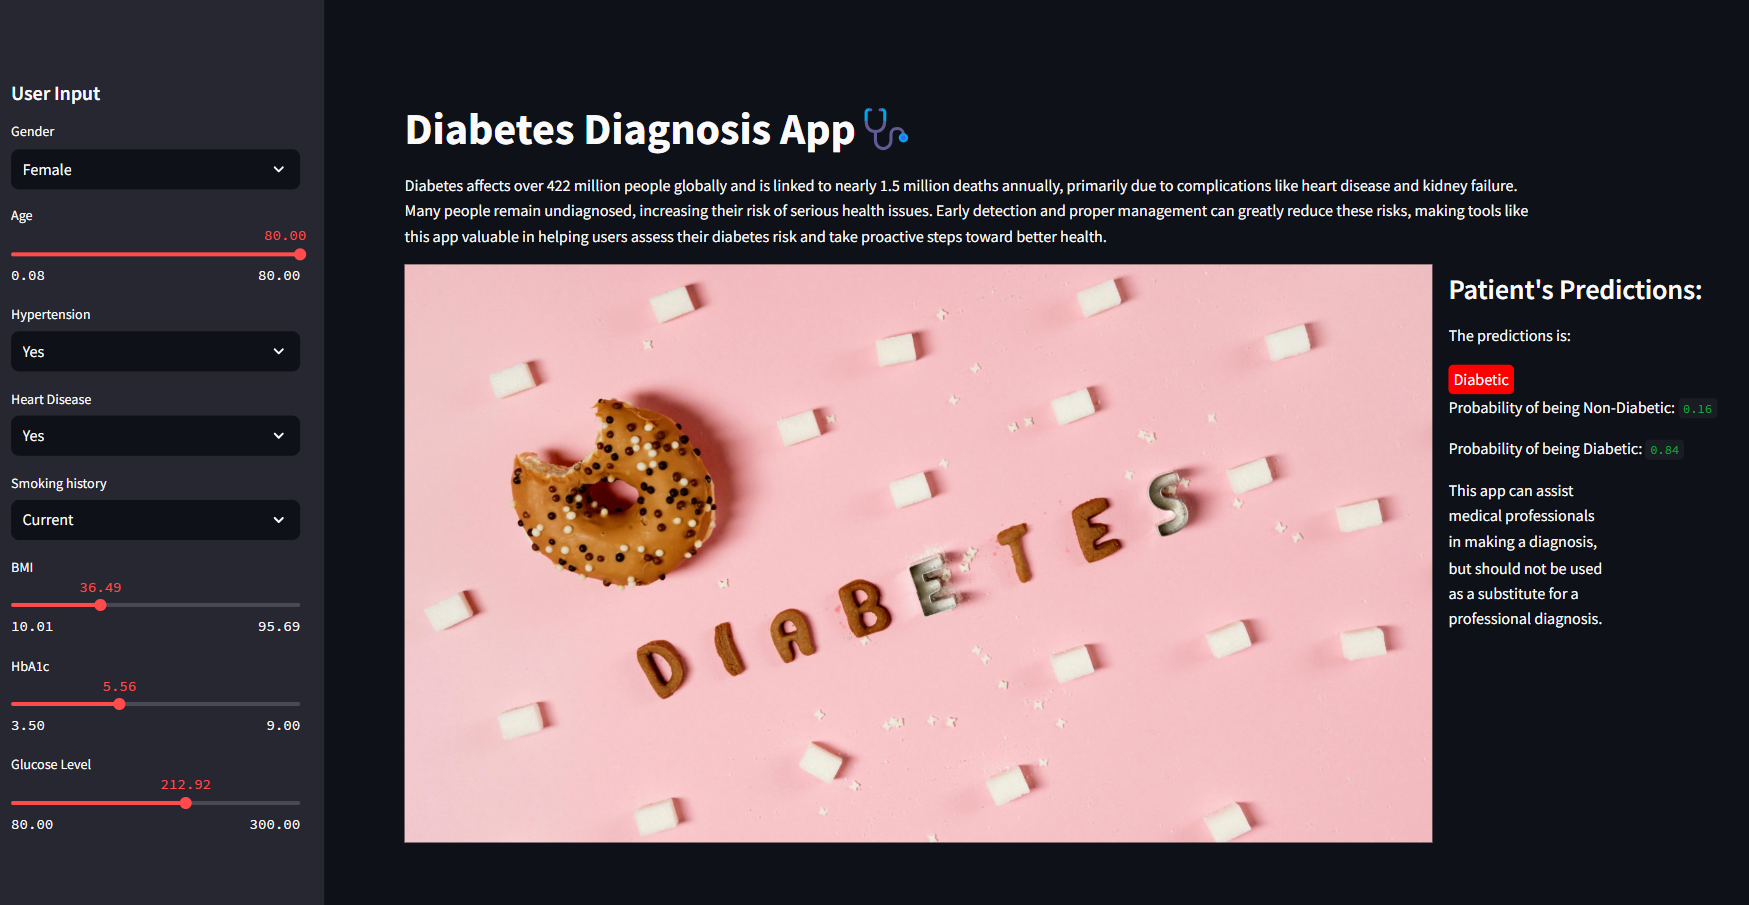 User Input
Gender
Female
Age
80.00
0.08 80.00
Hypertension
Yes
Heart Disease
Yes
Smoking history
Current
BMI
36.49
10.01 95.69
HbA1c
5.56
3.50 9.00
Glucose Level
212.92
80.00 300.00
Diabetes Diagnosis App
Diabetes affects over 422 million people globally and is linked to nearly 1.5 million deaths annually, primarily due to complications like heart disease and kidney failure.
Many people remain undiagnosed, increasing their risk of serious health issues. Early detection and proper management can greatly reduce these risks, making tools like
this app valuable in helping users assess their diabetes risk and take proactive steps toward better health.
DIABETES
Patient's Predictions:
The predictions is:
Diabetic
Probability of being Non-Diabetic: 0.16
Probability of being Diabetic: 0.84
This app can assist
medical professionals
in making a diagnosis,
but should not be used
as a substitute for a
professional diagnosis.